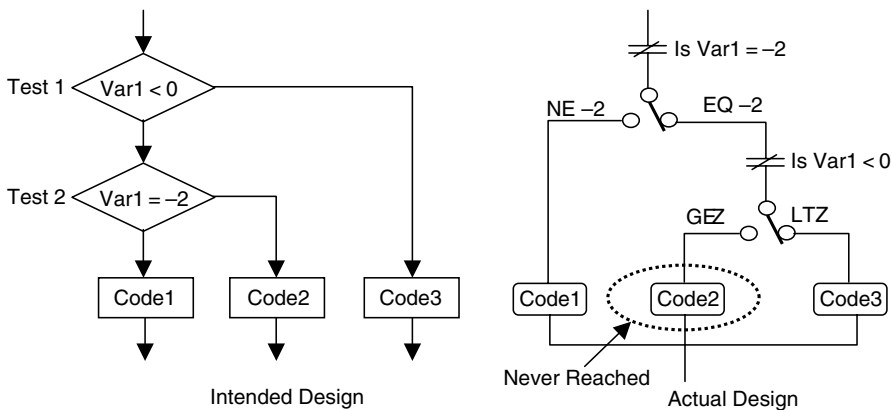 Test 1
Var1 < 0
Test 2
Var1 = –2
Code1
Code2
Code3
Intended Design
Is Var1 = –2
NE –2
EQ –2
Is Var1 < 0
GEZ
LTZ
Code1
Code2
Code3
Never Reached
Actual Design